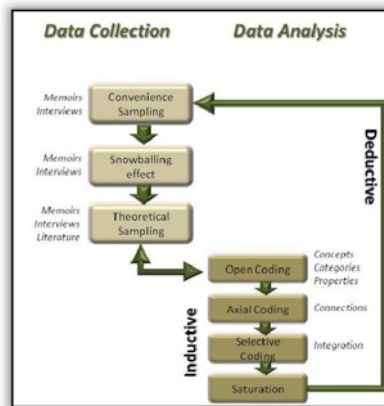 Data Collection
Data Analysis
Memoirs
Interviews
Convenience
Sampling
Memoirs
Interviews
Snowballing
effect
Memoirs
Interviews
Literature
Theoretical
Sampling
Deductive
Inductive
Open Coding
Concepts
Categories
Properties
Axial Coding
Connections
Selective
Coding
Integration
Saturation